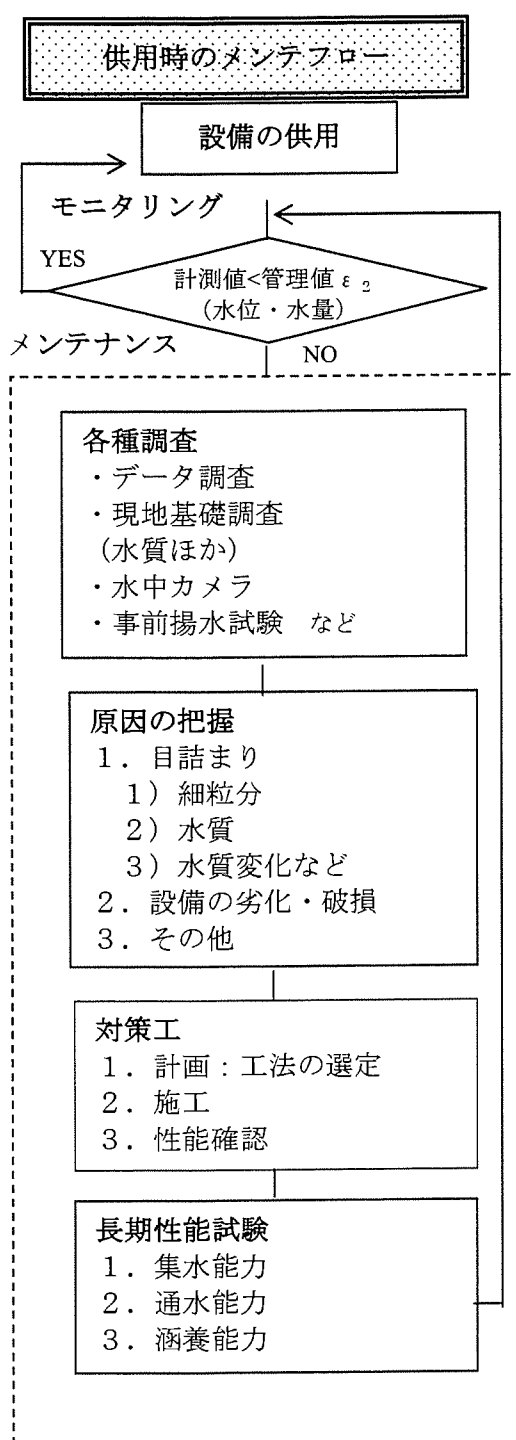 供用時のメンテフロー
設備の供用
モニタリング
YES
計測値<管理値 ε ₂
(水位・水量)
メンテナンス
NO
各種調査
・データ調査
・現地基礎調査
(水質ほか)
・水中カメラ
・事前揚水試験 など
原因の把握
1．目詰まり
1）細粒分
2）水質
3）水質変化など
2．設備の劣化・破損
3．その他
対策工
1．計画：工法の選定
2．施工
3．性能確認
長期性能試験
1．集水能力
2．通水能力
3．涵養能力